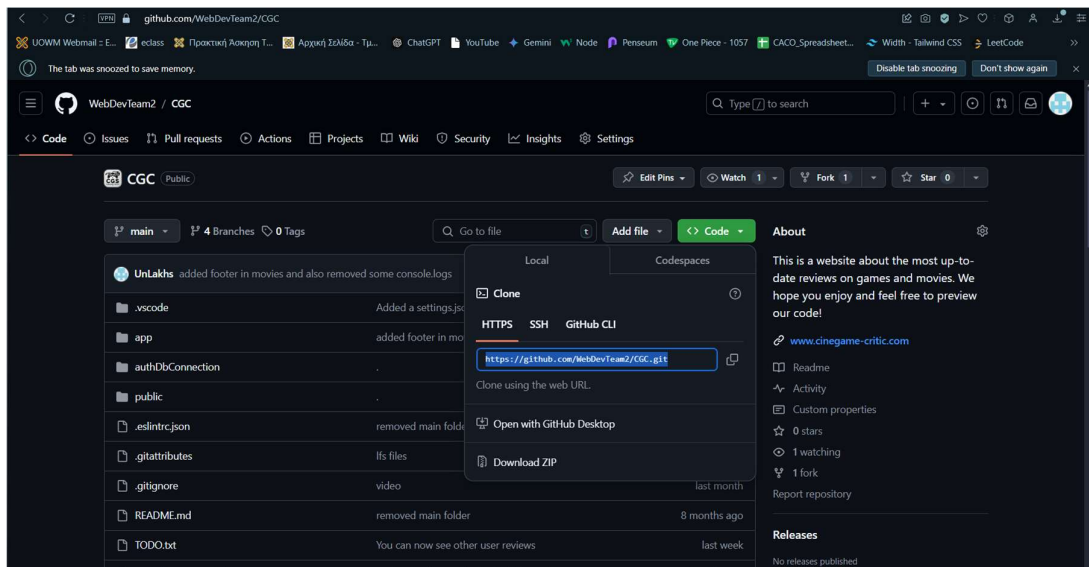 VPN github.com/WebDevTeam2/CGC
UOWM Webmail :: E... eclass Πρακτική Άσκηση Τ... Αρχική Σελίδα - Τμ... ChatGPT YouTube Gemini Node Penseum One Piece - 1057 CACO_Spreadsheet... Width - Tailwind CSS LeetCode »
The tab was snoozed to save memory. Disable tab snoozing Don't show again
WebDevTeam2 / CGC Type / to search
Code Issues Pull requests Actions Projects Wiki Security Insights Settings
CGC Public Edit Pins Watch 1 Fork 1 Star 0
main 4 Branches 0 Tags Go to file t Add file Code
UnLakhs added footer in movies and also removed some console.logs
.vscode Added a settings.jso
app added footer in mo
authDbConnection .
public .
.eslintrc.json removed main folde
.gitattributes lfs files
.gitignore video last month
README.md removed main folder 8 months ago
TODO.txt You can now see other user reviews last week
Local Codespaces
Clone
HTTPS SSH GitHub CLI
https://github.com/WebDevTeam2/CGC.git
Clone using the web URL.
Open with GitHub Desktop
Download ZIP
About
This is a website about the most up-to-
date reviews on games and movies. We
hope you enjoy and feel free to preview
our code!
www.cinegame-critic.com
Readme
Activity
Custom properties
0 stars
1 watching
1 fork
Report repository
Releases
No releases published